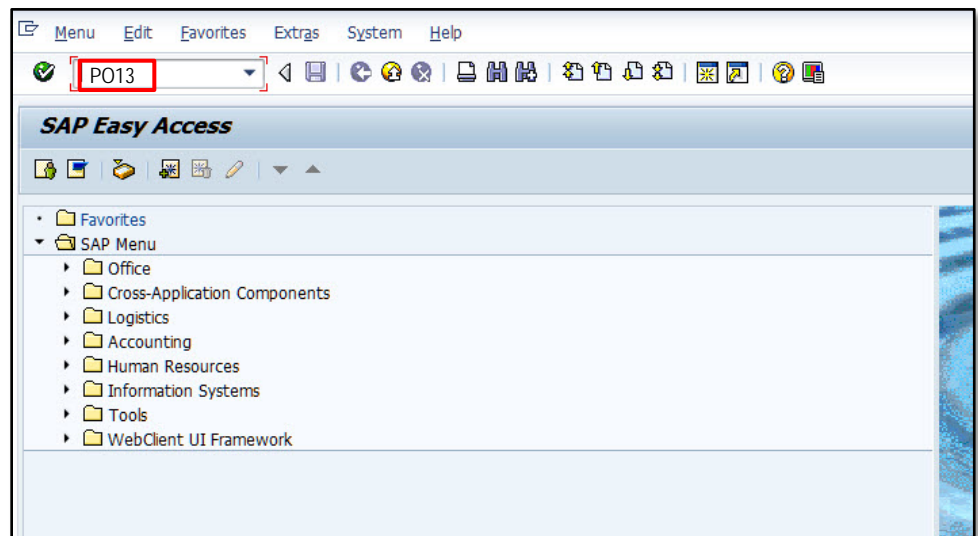 Menu Edit Favorites Extras System Help
PO13
SAP Easy Access
Favorites
SAP Menu
Office
Cross-Application Components
Logistics
Accounting
Human Resources
Information Systems
Tools
WebClient UI Framework